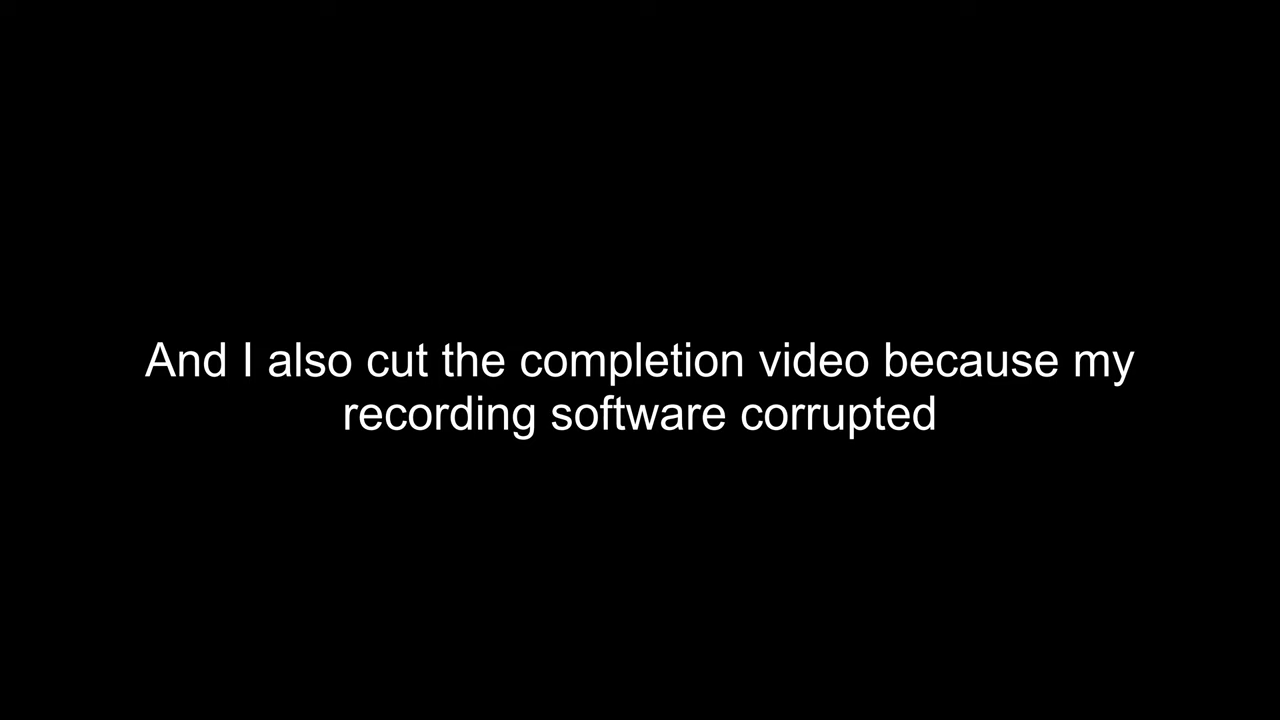 And I also cut the completion video because my
recording software corrupted